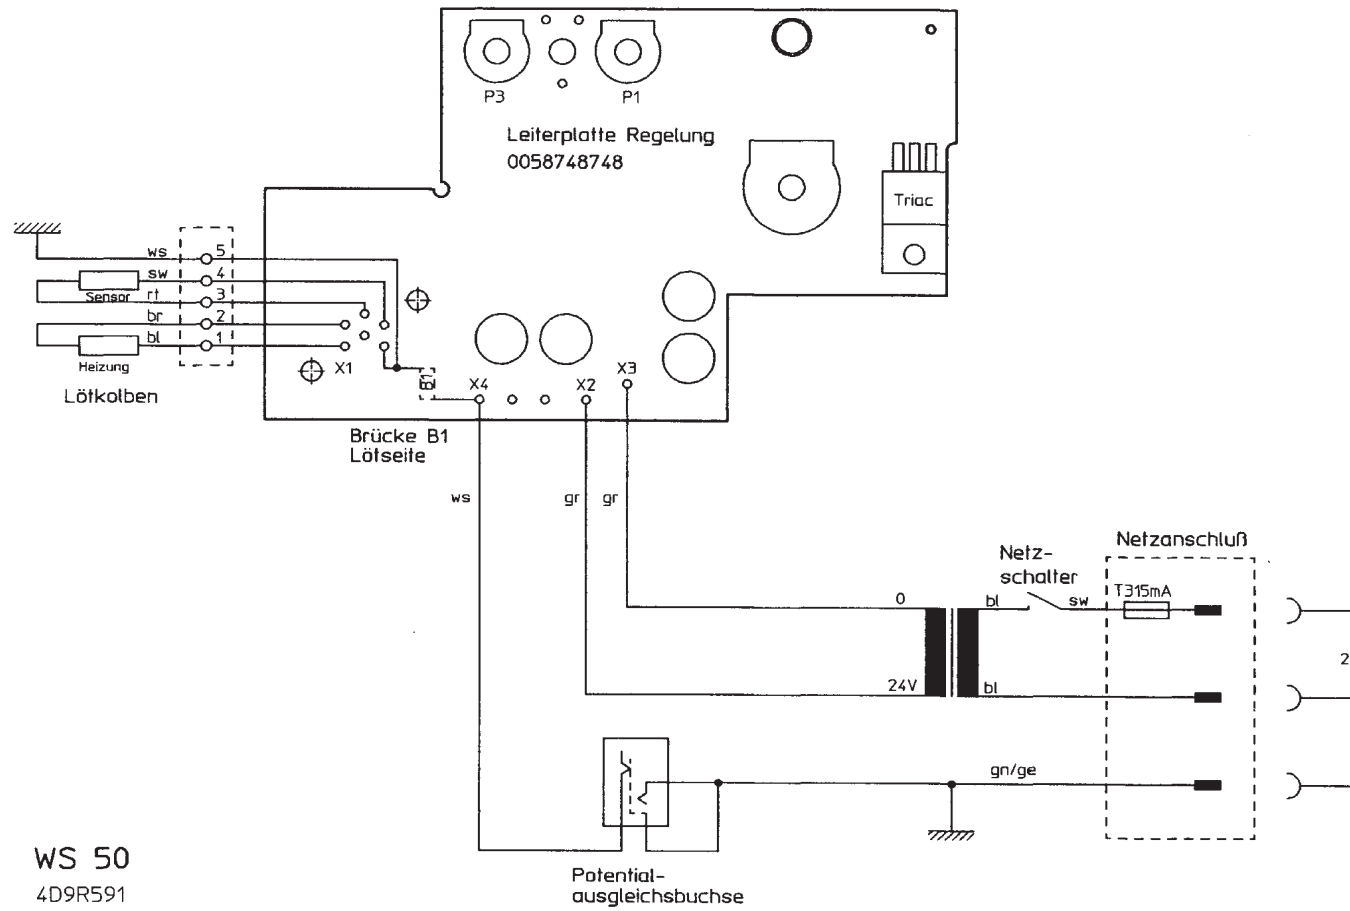 P3
P1
Leiterplatte Regelung
0058748748
Triac
ws
5
sw
4
Sensor
rt
3
br
2
bl
1
Heizung
X1
Lötkolben
B1
X4
X2
X3
Brücke B1
Lötseite
ws
gr
gr
Netzanschluß
Netz-
schalter
T315mA
0
bl
sw
24V
bl
2
gn/ge
WS 50
4D9R591
Potential-
ausgleichsbuchse